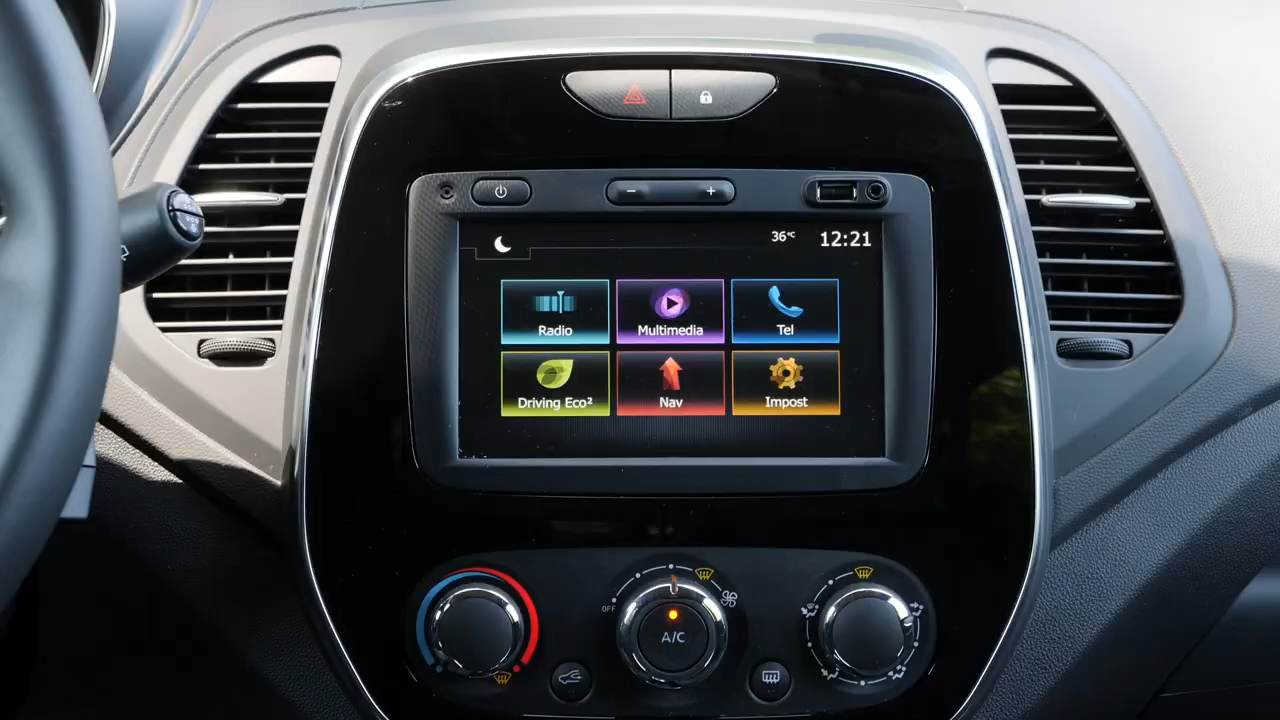 36°C 12:21
Radio Multimedia Tel
Driving Eco² Nav Impost
OFF
A/C